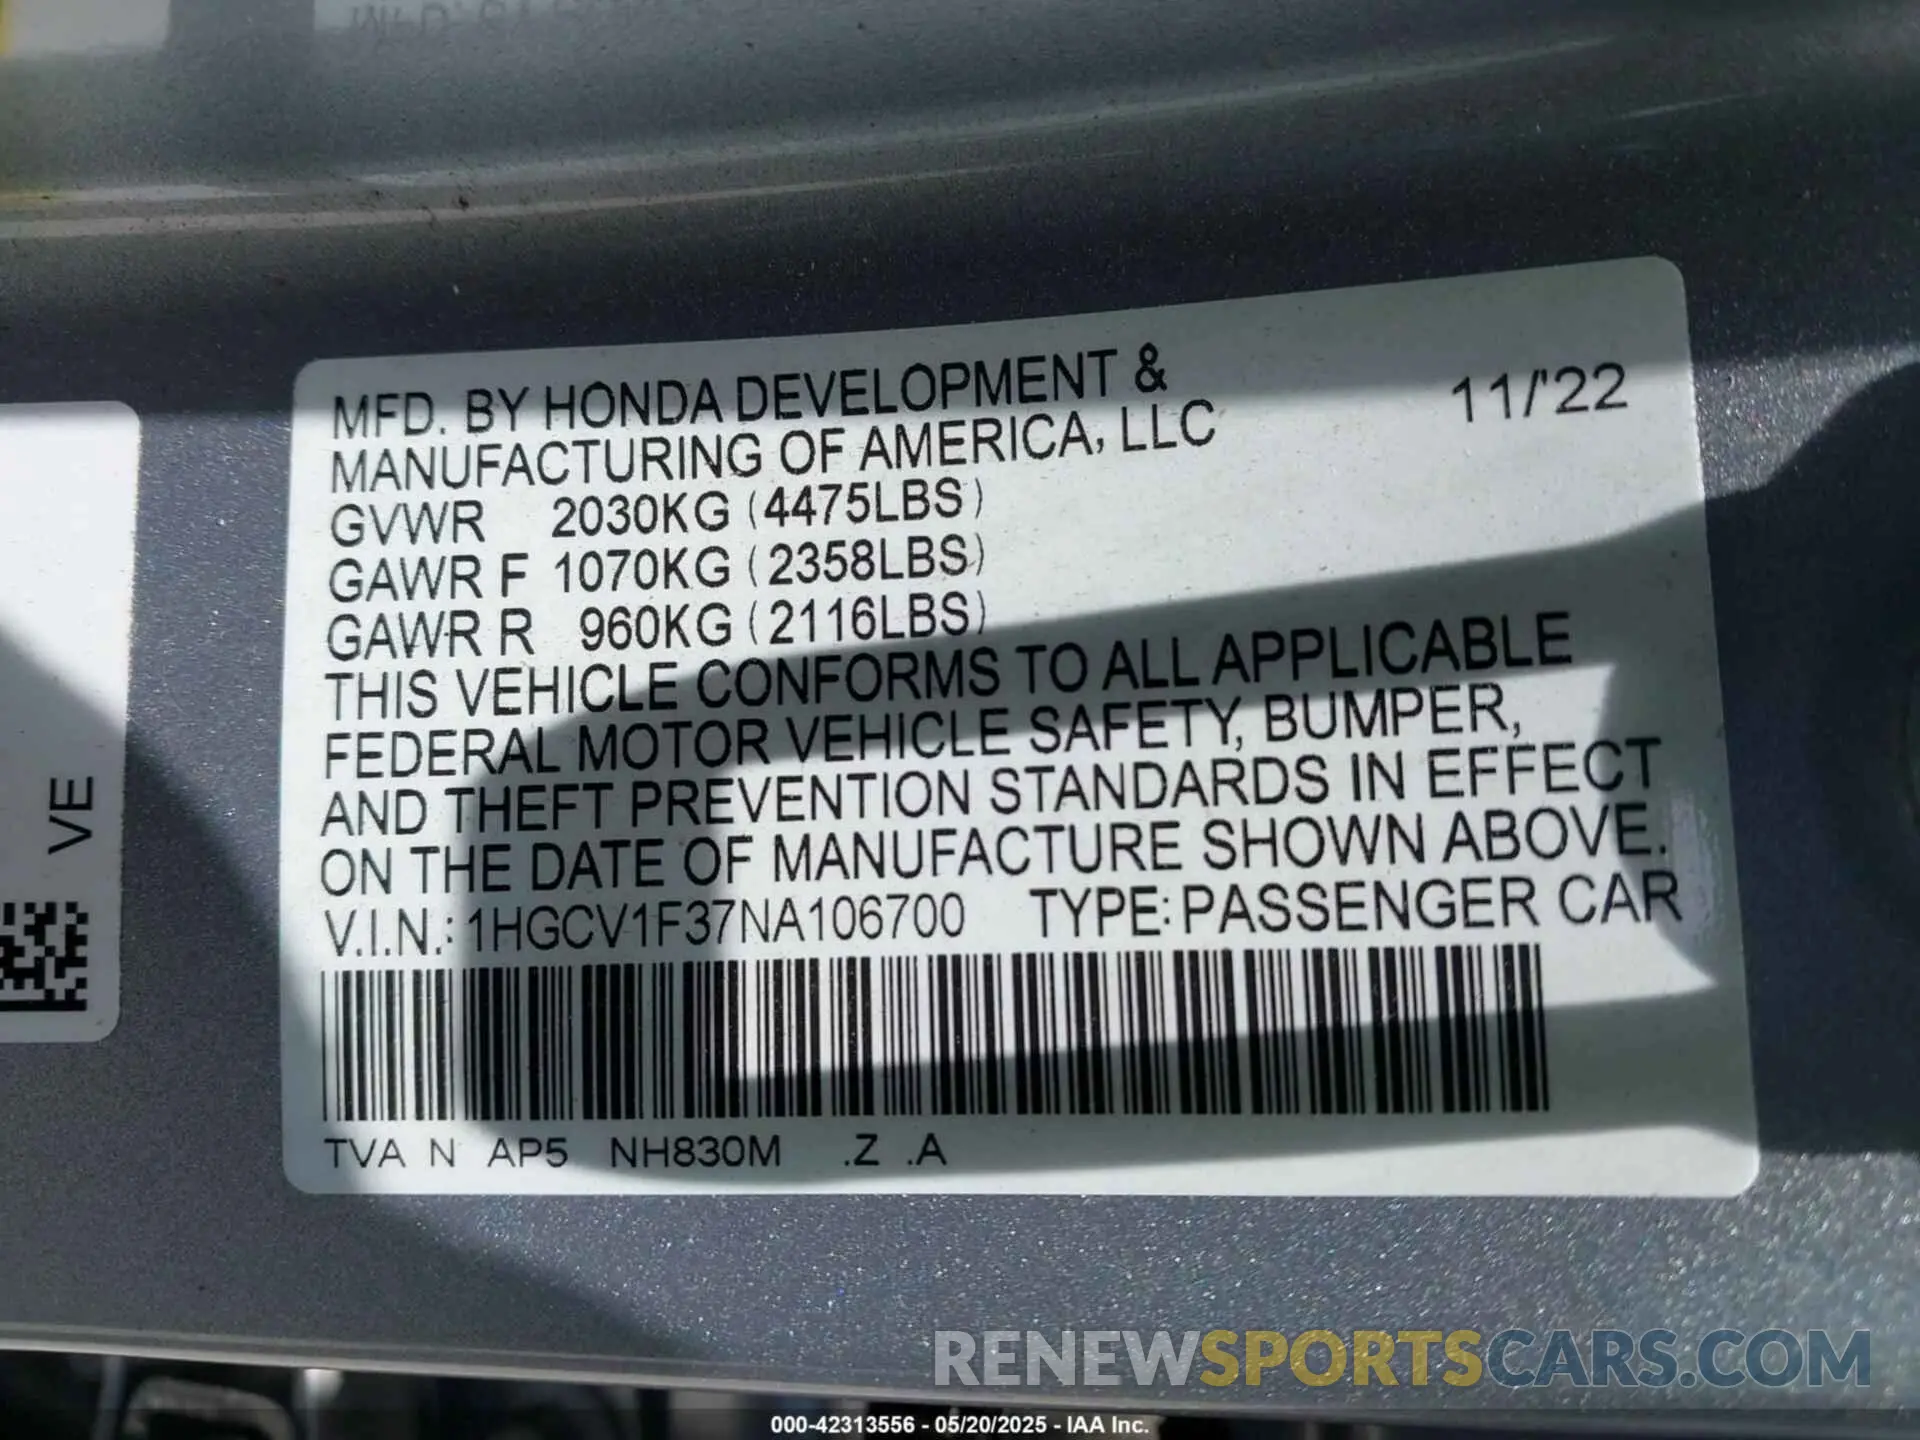 MFD. BY HONDA DEVELOPMENT & 11/'22
MANUFACTURING OF AMERICA, LLC
GVWR 2030KG (4475LBS)
GAWR F 1070KG (2358LBS)
GAWR R 960KG (2116LBS)
THIS VEHICLE CONFORMS TO ALL APPLICABLE
FEDERAL MOTOR VEHICLE SAFETY, BUMPER,
AND THEFT PREVENTION STANDARDS IN EFFECT
ON THE DATE OF MANUFACTURE SHOWN ABOVE.
V.I.N.: 1HGCV1F37NA106700 TYPE: PASSENGER CAR
TVA N AP5 NH830M .Z .A
VE
RENEWSPORTSCARS.COM
000-42313556 - 05/20/2025 - IAA Inc.